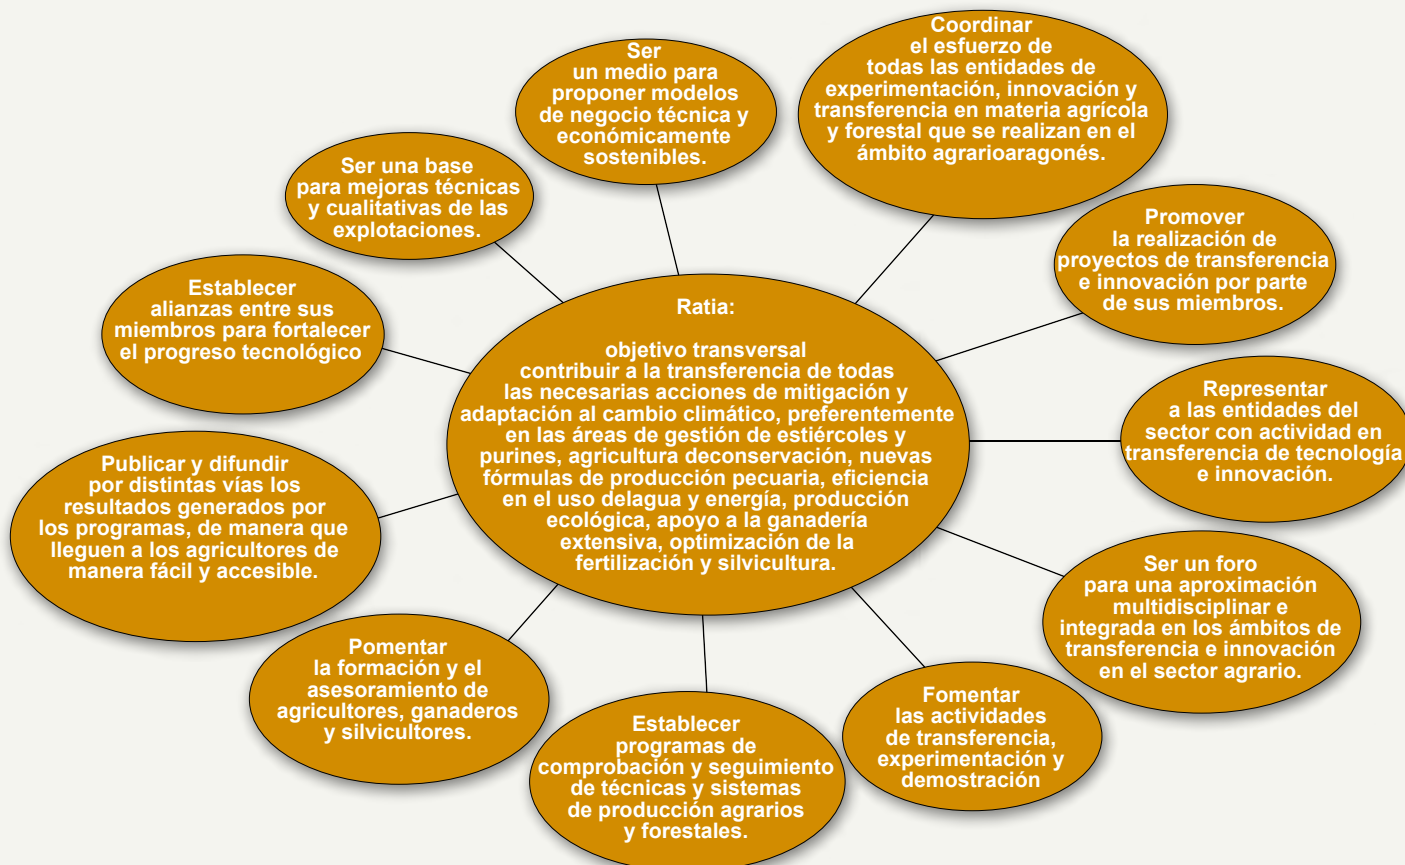 Coordinar
el esfuerzo de
todas las entidades de
experimentación, innovación y
transferencia en materia agrícola
y forestal que se realizan en el
ámbito agrarioaragonés.
Ser
un medio para
proponer modelos
de negocio técnica y
económicamente
sostenibles.
Ser una base
para mejoras técnicas
y cualitativas de las
explotaciones.
Promover
la realización de
proyectos de transferencia
e innovación por parte
de sus miembros.
Establecer
alianzas entre sus
miembros para fortalecer
el progreso tecnológico
Ratia:
objetivo transversal
contribuir a la transferencia de todas
las necesarias acciones de mitigación y
adaptación al cambio climático, preferentemente
en las áreas de gestión de estiércoles y
purines, agricultura deconservación, nuevas
fórmulas de producción pecuaria, eficiencia
en el uso delagua y energía, producción
ecológica, apoyo a la ganadería
extensiva, optimización de la
fertilización y silvicultura.
Representar
a las entidades del
sector con actividad en
transferencia de tecnología
e innovación.
Publicar y difundir
por distintas vías los
resultados generados por
los programas, de manera que
lleguen a los agricultores de
manera fácil y accesible.
Ser un foro
para una aproximación
multidisciplinar e
integrada en los ámbitos de
transferencia e innovación
en el sector agrario.
Pomentar
la formación y el
asesoramiento de
agricultores, ganaderos
y silvicultores.
Establecer
programas de
comprobación y seguimiento
de técnicas y sistemas
de producción agrarios
y forestales.
Fomentar
las actividades
de transferencia,
experimentación y
demostración